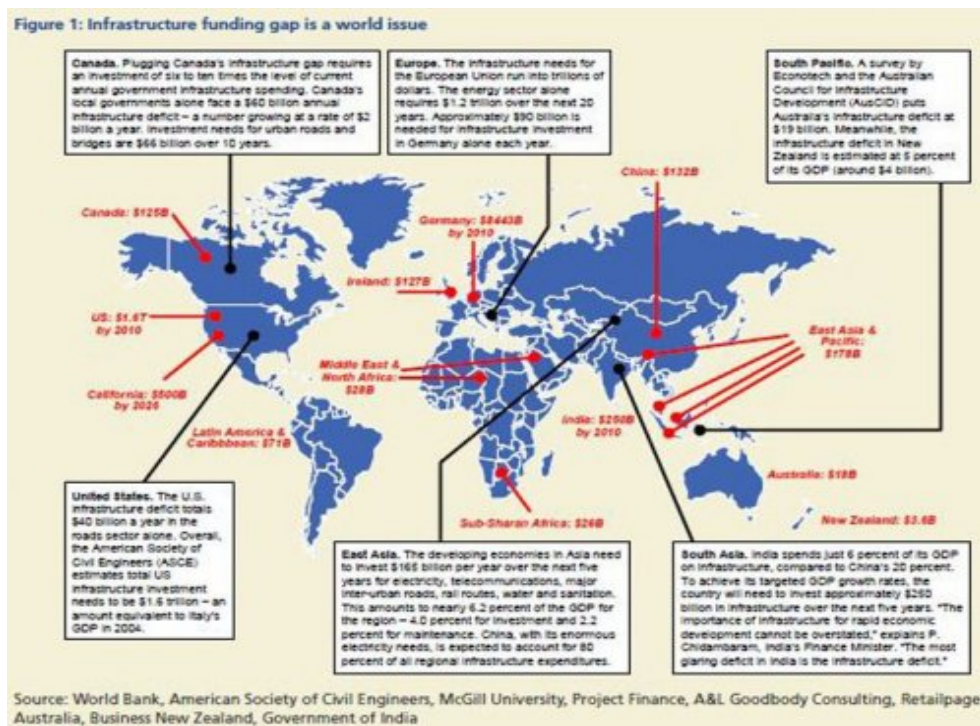 Figure 1: Infrastructure funding gap is a world issue
Canada. Plugging Canada's infrastructure gap requires
an investment of six to ten times the level of current
annual government infrastructure spending. Canada's
local governments alone face a $60 billion annual
infrastructure deficit – a number growing at a rate of $2
billion a year. Investment needs for urban roads and
bridges are $66 billion over 10 years.
Europe. The infrastructure needs for
the European Union run into trillions of
dollars. The energy sector alone
requires $1.2 trillion over the next 20
years. Approximately $90 billion is
needed for infrastructure investment
in Germany alone each year.
South Pacific. A survey by
Econotech and the Australian
Council for Infrastructure
Development (AusCID) puts
Australia's infrastructure deficit at
$19 billion. Meanwhile, the
infrastructure deficit in New
Zealand is estimated at 5 percent
of its GDP (around $4 billion).
China: $132B
Canada: $125B
Germany: $8443B
by 2010
Ireland: $127B
US: $1.6T
by 2010
East Asia &
Pacific:
$178B
Middle East &
North Africa:
$28B
California: $500B
by 2026
India: $250B
by 2010
Latin America &
Caribbean: $71B
Australia: $18B
Sub-Sharan Africa: $26B
New Zealand: $3.6B
United States. The U.S.
infrastructure deficit totals
$40 billion a year in the
roads sector alone. Overall,
the American Society of
Civil Engineers (ASCE)
estimates total US
infrastructure investment
needs to be $1.6 trillion – an
amount equivalent to Italy's
GDP in 2004.
East Asia. The developing economies in Asia need
to invest $165 billion per year over the next five
years for electricity, telecommunications, major
inter-urban roads, rail routes, water and sanitation.
This amounts to nearly 6.2 percent of the GDP for
the region – 4.0 percent for investment and 2.2
percent for maintenance. China, with its enormous
electricity needs, is expected to account for 80
percent of all regional infrastructure expenditures.
South Asia. India spends just 6 percent of its GDP
on infrastructure, compared to China's 20 percent.
To achieve its targeted GDP growth rates, the
country will need to invest approximately $250
billion in infrastructure over the next five years. "The
importance of infrastructure for rapid economic
development cannot be overstated," explains P.
Chidambaram, India's Finance Minister. "The most
glaring deficit in India is the infrastructure deficit."
Source: World Bank, American Society of Civil Engineers, McGill University, Project Finance, A&L Goodbody Consulting, Retailpage
Australia, Business New Zealand, Government of India